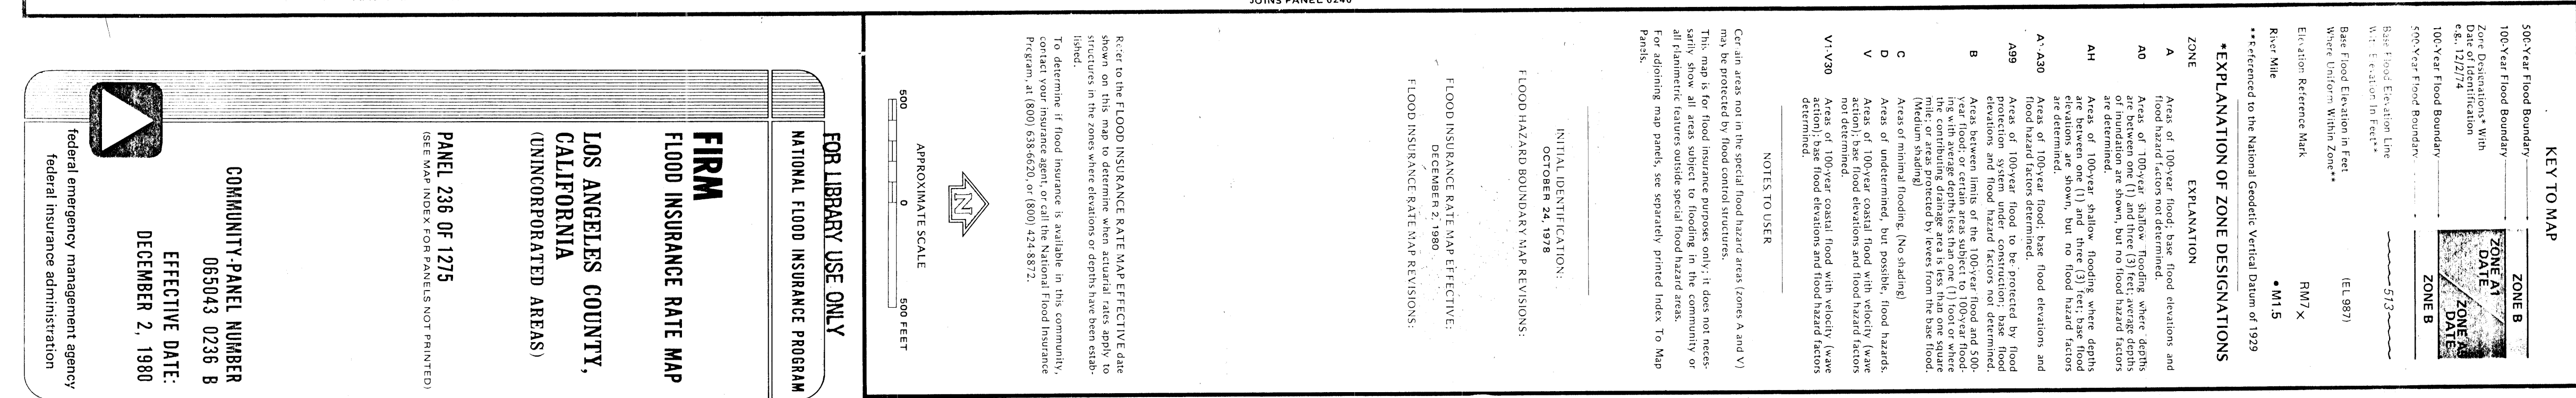 JOINS PANEL 0240
KEY TO MAP
500-Year Flood Boundary
ZONE B
100-Year Flood Boundary
Zone Designations* With
Date of Identification
e.g., 12/2/74
ZONE A1
DATE
ZONE A
DATE
100-Year Flood Boundary
ZONE B
500-Year Flood Boundary
Base Flood Elevation Line
With Elevation In Feet**
513
Base Flood Elevation in Feet
Where Uniform Within Zone**
(EL 987)
Elevation Reference Mark
RM7×
River Mile
•M1.5
**Referenced to the National Geodetic Vertical Datum of 1929
*EXPLANATION OF ZONE DESIGNATIONS
ZONE EXPLANATION
A Areas of 100-year flood; base flood elevations and
flood hazard factors not determined.
A0 Areas of 100-year shallow flooding where depths
are between one (1) and three (3) feet; average depths
of inundation are shown, but no flood hazard factors
are determined.
AH Areas of 100-year shallow flooding where depths
are between one (1) and three (3) feet; base flood
elevations are shown, but no flood hazard factors
are determined.
A1-A30 Areas of 100-year flood; base flood elevations and
flood hazard factors determined.
A99 Areas of 100-year flood to be protected by flood
protection system under construction; base flood
elevations and flood hazard factors not determined.
B Areas between limits of the 100-year flood and 500-
year flood; or certain areas subject to 100-year flood-
ing with average depths less than one (1) foot or where
the contributing drainage area is less than one square
mile; or areas protected by levees from the base flood.
(Medium shading)
C Areas of minimal flooding. (No shading)
D Areas of undetermined, but possible, flood hazards.
V Areas of 100-year coastal flood with velocity (wave
action); base flood elevations and flood hazard factors
not determined.
V1-V30 Areas of 100-year coastal flood with velocity (wave
action); base flood elevations and flood hazard factors
determined.
NOTES TO USER
Certain areas not in the special flood hazard areas (zones A and V)
may be protected by flood control structures.
This map is for flood insurance purposes only; it does not neces-
sarily show all areas subject to flooding in the community or
all planimetric features outside special flood hazard areas.
For adjoining map panels, see separately printed Index To Map
Panels.
INITIAL IDENTIFICATION:
OCTOBER 24, 1978
FLOOD HAZARD BOUNDARY MAP REVISIONS:
FLOOD INSURANCE RATE MAP EFFECTIVE:
DECEMBER 2, 1980
FLOOD INSURANCE RATE MAP REVISIONS:
Refer to the FLOOD INSURANCE RATE MAP EFFECTIVE date
shown on this map to determine when actuarial rates apply to
structures in the zones where elevations or depths have been estab-
lished.
To determine if flood insurance is available in this community,
contact your insurance agent, or call the National Flood Insurance
Program, at (800) 638-6620, or (800) 424-8872.
N
APPROXIMATE SCALE
500 0 500 FEET
FOR LIBRARY USE ONLY
NATIONAL FLOOD INSURANCE PROGRAM
FIRM
FLOOD INSURANCE RATE MAP
LOS ANGELES COUNTY,
CALIFORNIA
(UNINCORPORATED AREAS)
PANEL 236 OF 1275
(SEE MAP INDEX FOR PANELS NOT PRINTED)
COMMUNITY-PANEL NUMBER
065043 0236 B
EFFECTIVE DATE:
DECEMBER 2, 1980
federal emergency management agency
federal insurance administration